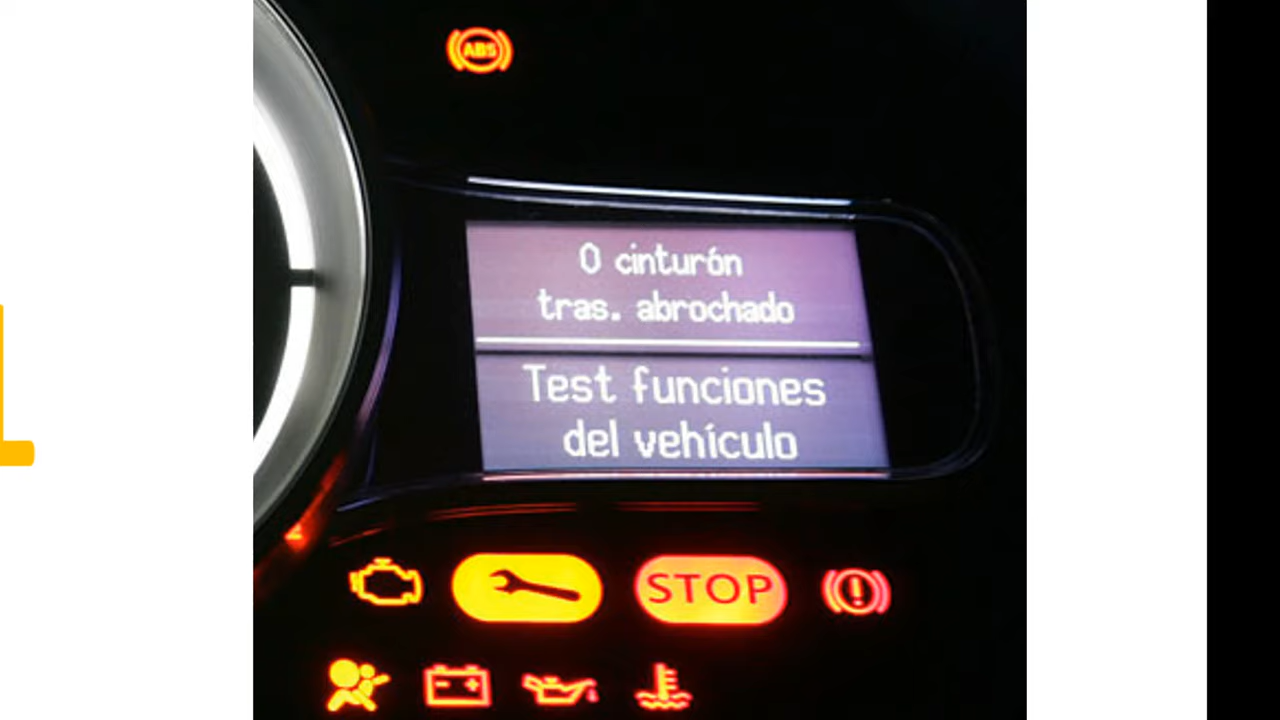 ABS
0 cinturón
tras. abrochado
Test funciones
del vehículo
STOP